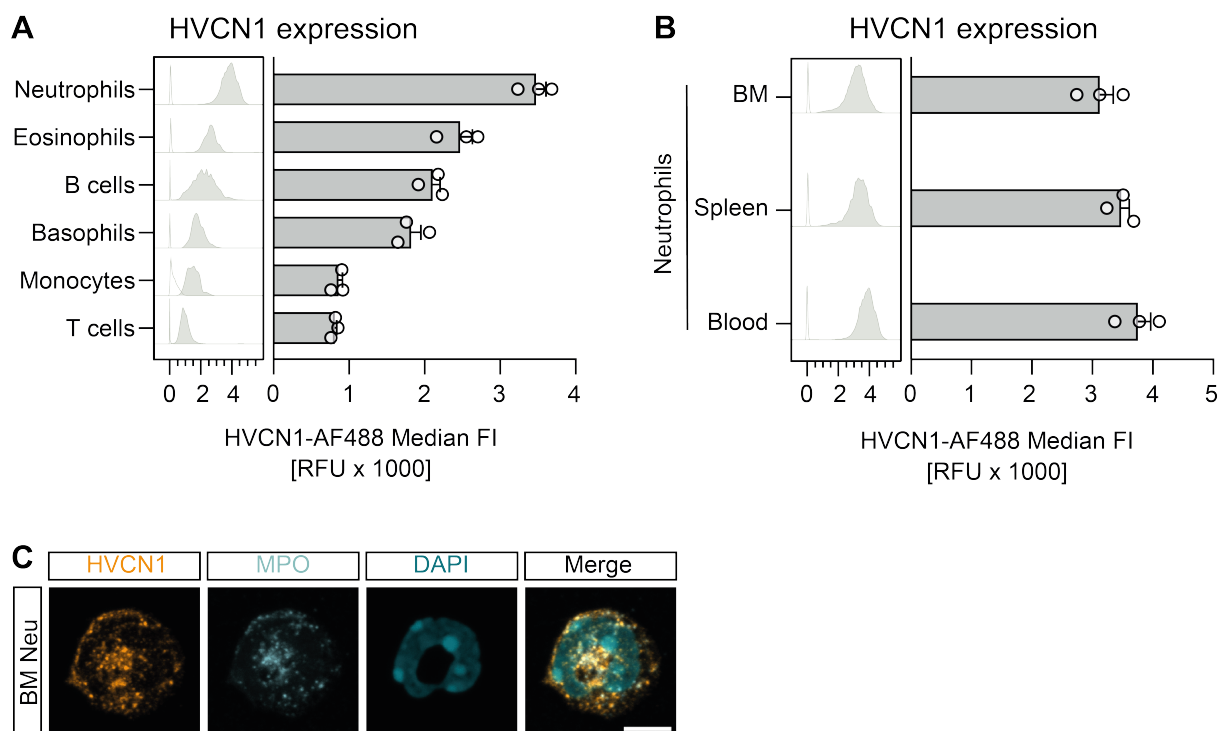 A
HVCN1 expression
Neutrophils
Eosinophils
B cells
Basophils
Monocytes
T cells
0 2 4
0 1 2 3 4
HVCN1-AF488 Median FI
[RFU x 1000]
B
HVCN1 expression
Neutrophils
BM
Spleen
Blood
0 2 4
0 1 2 3 4 5
HVCN1-AF488 Median FI
[RFU x 1000]
C
HVCN1 MPO DAPI Merge
BM Neu